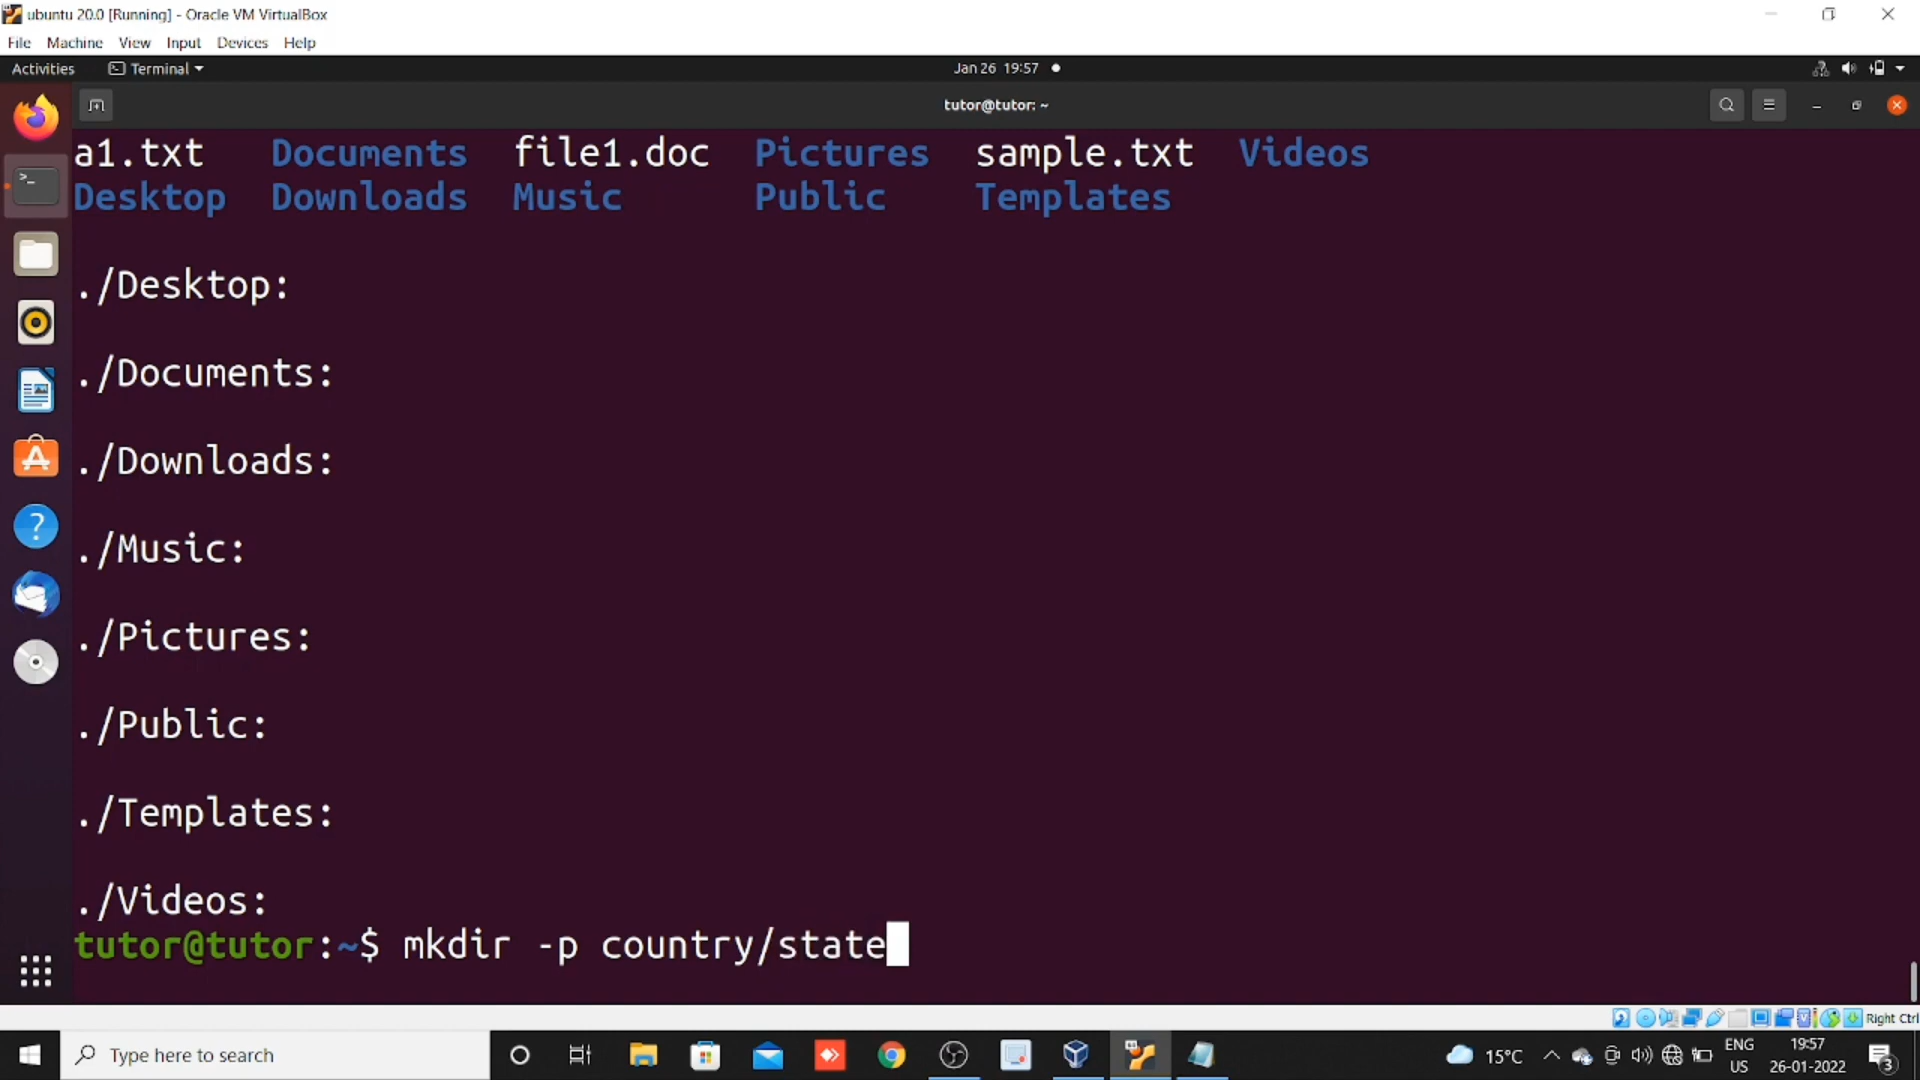 ubuntu 20.0 [Running] - Oracle VM VirtualBox
File Machine View Input Devices Help
Activities Terminal Jan 26 19:57
tutor@tutor: ~
a1.txt Documents file1.doc Pictures sample.txt Videos
Desktop Downloads Music Public Templates
./Desktop:
./Documents:
./Downloads:
./Music:
./Pictures:
./Public:
./Templates:
./Videos:
tutor@tutor:~$ mkdir -p country/state
Right Ctrl
Type here to search
15°C
ENG
US
19:57
26-01-2022
3